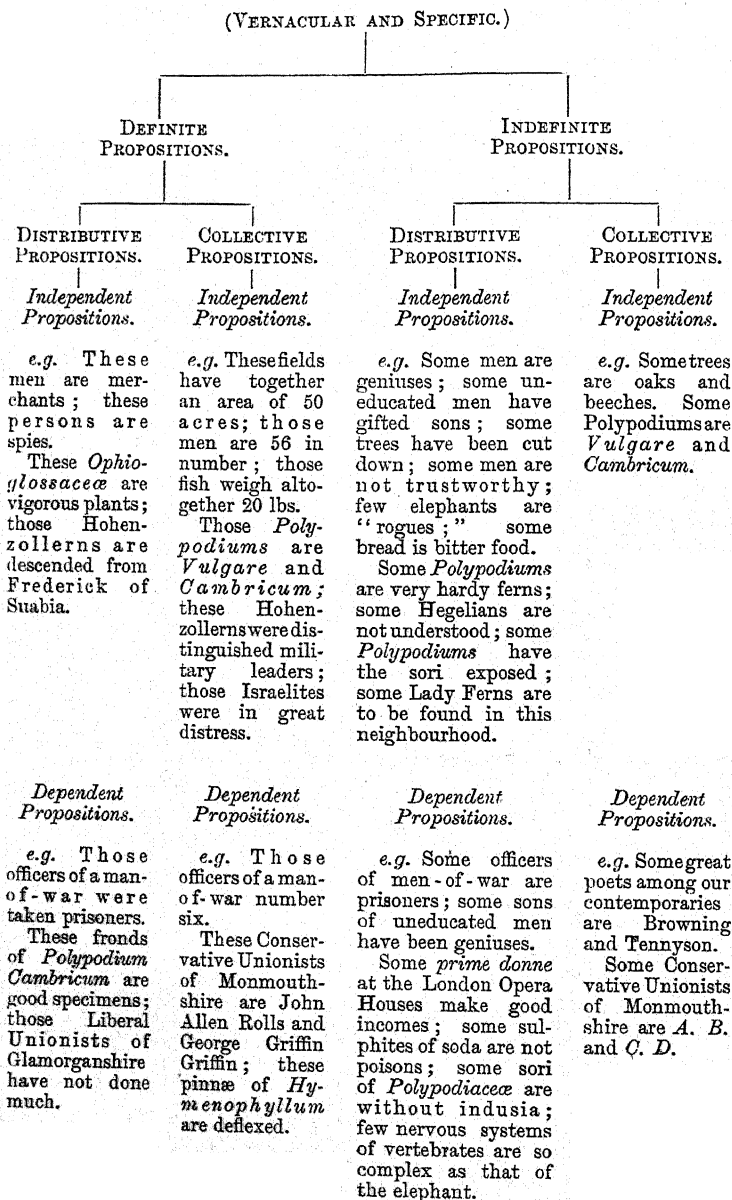 (VERNACULAR AND SPECIFIC.)
DEFINITE
PROPOSITIONS.
INDEFINITE
PROPOSITIONS.
DISTRIBUTIVE
PROPOSITIONS.
Independent
Propositions.
e.g. These
men are mer-
chants; these
persons are
spies.
These Ophio-
glossaceæ are
vigorous plants;
those Hohen-
zollerns are
descended from
Frederick of
Suabia.
COLLECTIVE
PROPOSITIONS.
Independent
Propositions.
e.g. These fields
have together
an area of 50
acres; those
men are 56 in
number; those
fish weigh alto-
gether 20 lbs.
Those Poly-
podiums are
Vulgare and
Cambricum;
these Hohen-
zollerns were dis-
tinguished mili-
tary leaders;
those Israelites
were in great
distress.
DISTRIBUTIVE
PROPOSITIONS.
Independent
Propositions.
e.g. Some men are
geniuses; some un-
educated men have
gifted sons; some
trees have been cut
down; some men are
not trustworthy;
few elephants are
"rogues;" some
bread is bitter food.
Some Polypodiums
are very hardy ferns;
some Hegelians are
not understood; some
Polypodiums have
the sori exposed;
some Lady Ferns are
to be found in this
neighbourhood.
COLLECTIVE
PROPOSITIONS.
Independent
Propositions.
e.g. Some trees
are oaks and
beeches. Some
Polypodiums are
Vulgare and
Cambricum.
Dependent
Propositions.
e.g. Those
officers of a man-
of-war were
taken prisoners.
These fronds
of Polypodium
Cambricum are
good specimens;
those Liberal
Unionists of
Glamorganshire
have not done
much.
Dependent
Propositions.
e.g. Those
officers of a man-
of-war number
six.
These Conser-
vative Unionists
of Monmouth-
shire are John
Allen Rolls and
George Griffin
Griffin; these
pinnæ of Hy-
menophyllum
are deflexed.
Dependent
Propositions.
e.g. Some officers
of men-of-war are
prisoners; some sons
of uneducated men
have been geniuses.
Some prime donne
at the London Opera
Houses make good
incomes; some sul-
phites of soda are not
poisons; some sori
of Polypodiaceæ are
without indusia;
few nervous systems
of vertebrates are so
complex as that of
the elephant.
Dependent
Propositions.
e.g. Some great
poets among our
contemporaries
are Browning
and Tennyson.
Some Conser-
vative Unionists
of Monmouth-
shire are A. B.
and C. D.